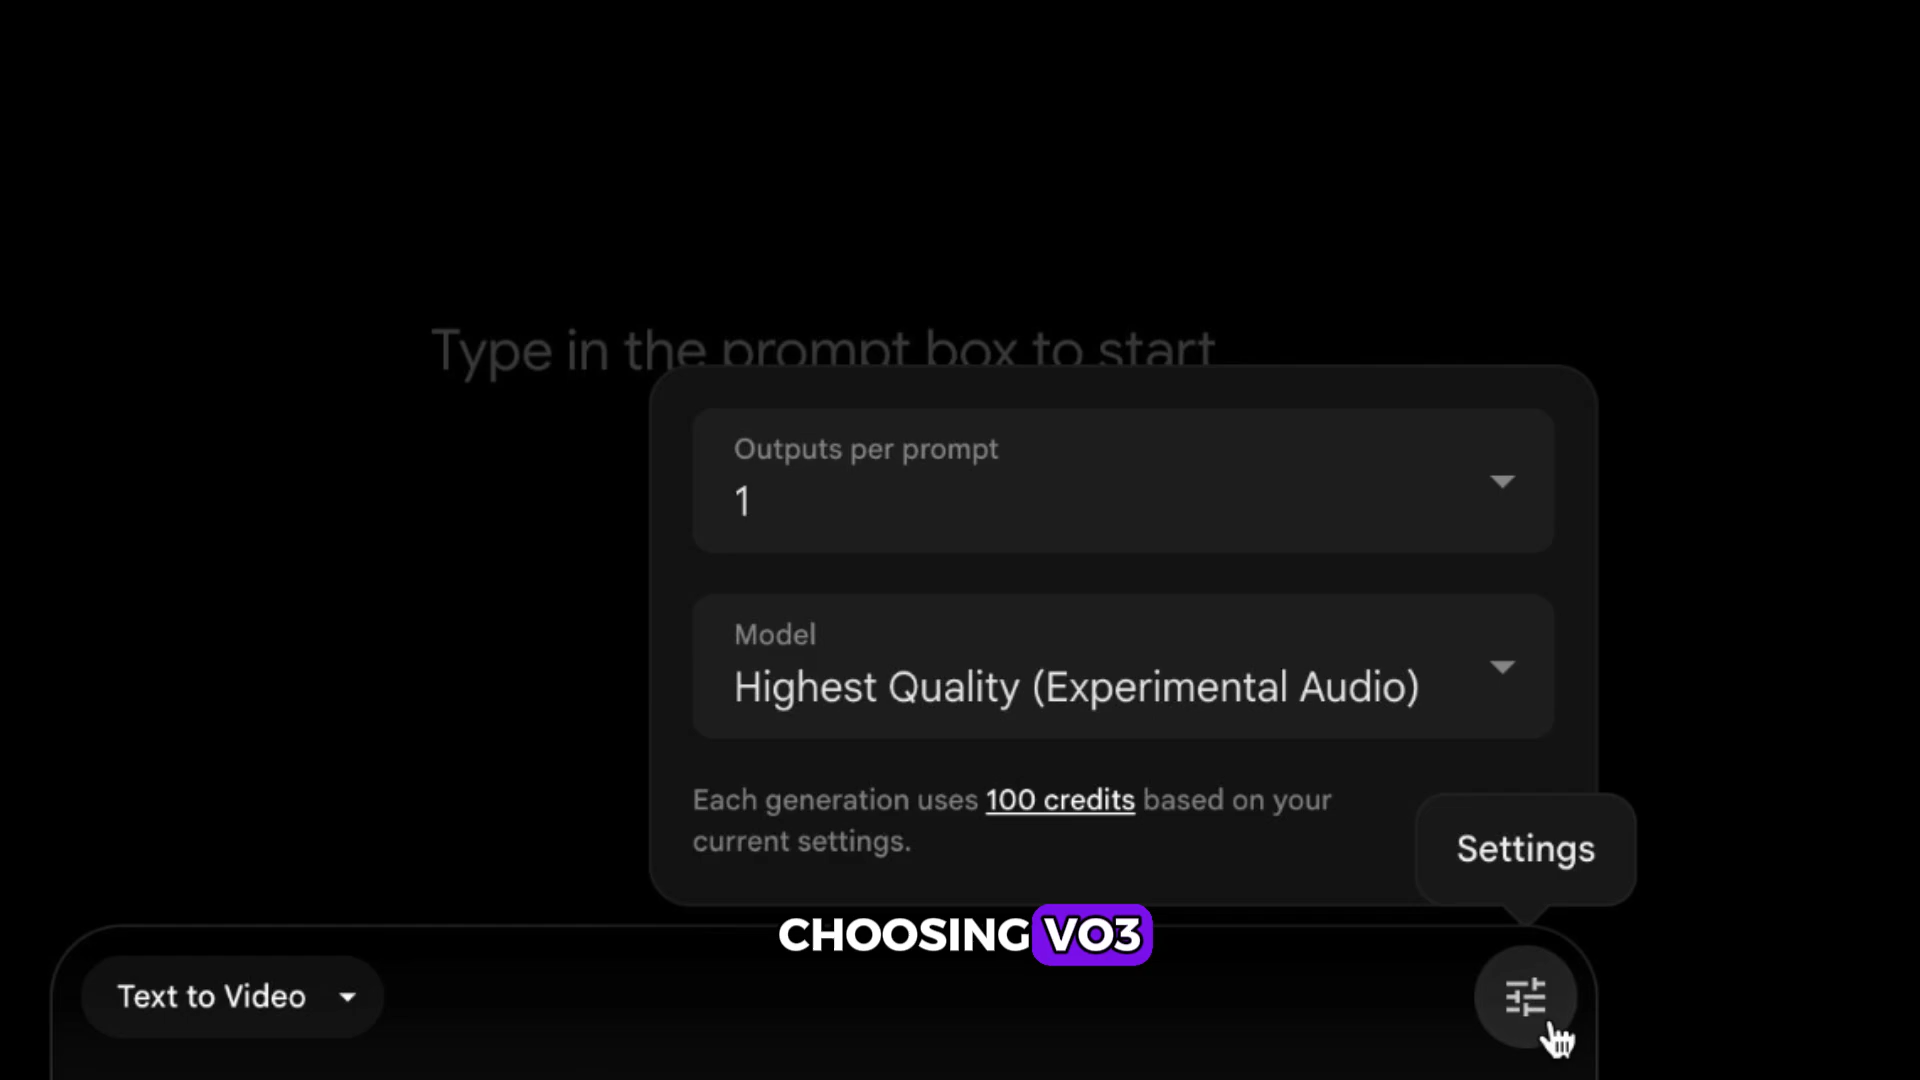 Type in the prompt box to start
Outputs per prompt
1
Model
Highest Quality (Experimental Audio)
Each generation uses 100 credits based on your
current settings.
Settings
CHOOSING VO3
Text to Video